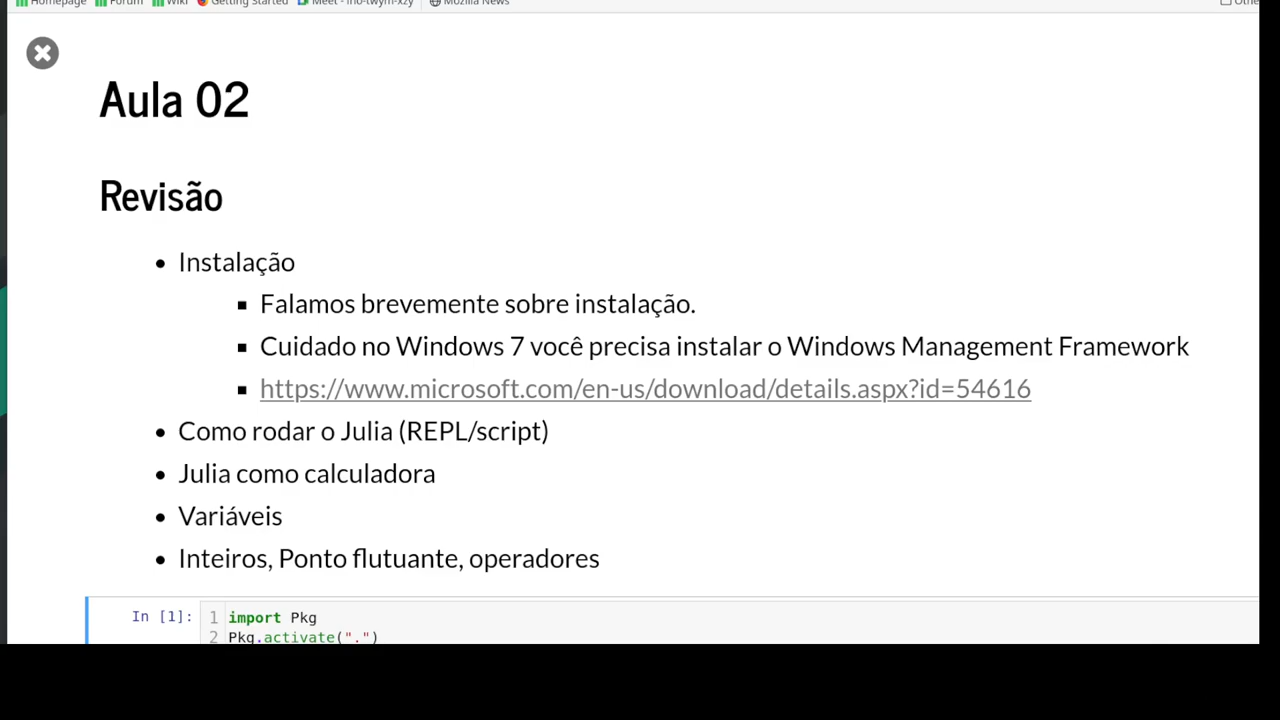 Homepage Forum Wiki Getting Started Meet - Mozilla News
Aula 02
Revisão
• Instalação
▪ Falamos brevemente sobre instalação.
▪ Cuidado no Windows 7 você precisa instalar o Windows Management Framework
▪ https://www.microsoft.com/en-us/download/details.aspx?id=54616
• Como rodar o Julia (REPL/script)
• Julia como calculadora
• Variáveis
• Inteiros, Ponto flutuante, operadores
In [1]: 1 import Pkg
2 Pkg.activate(".")